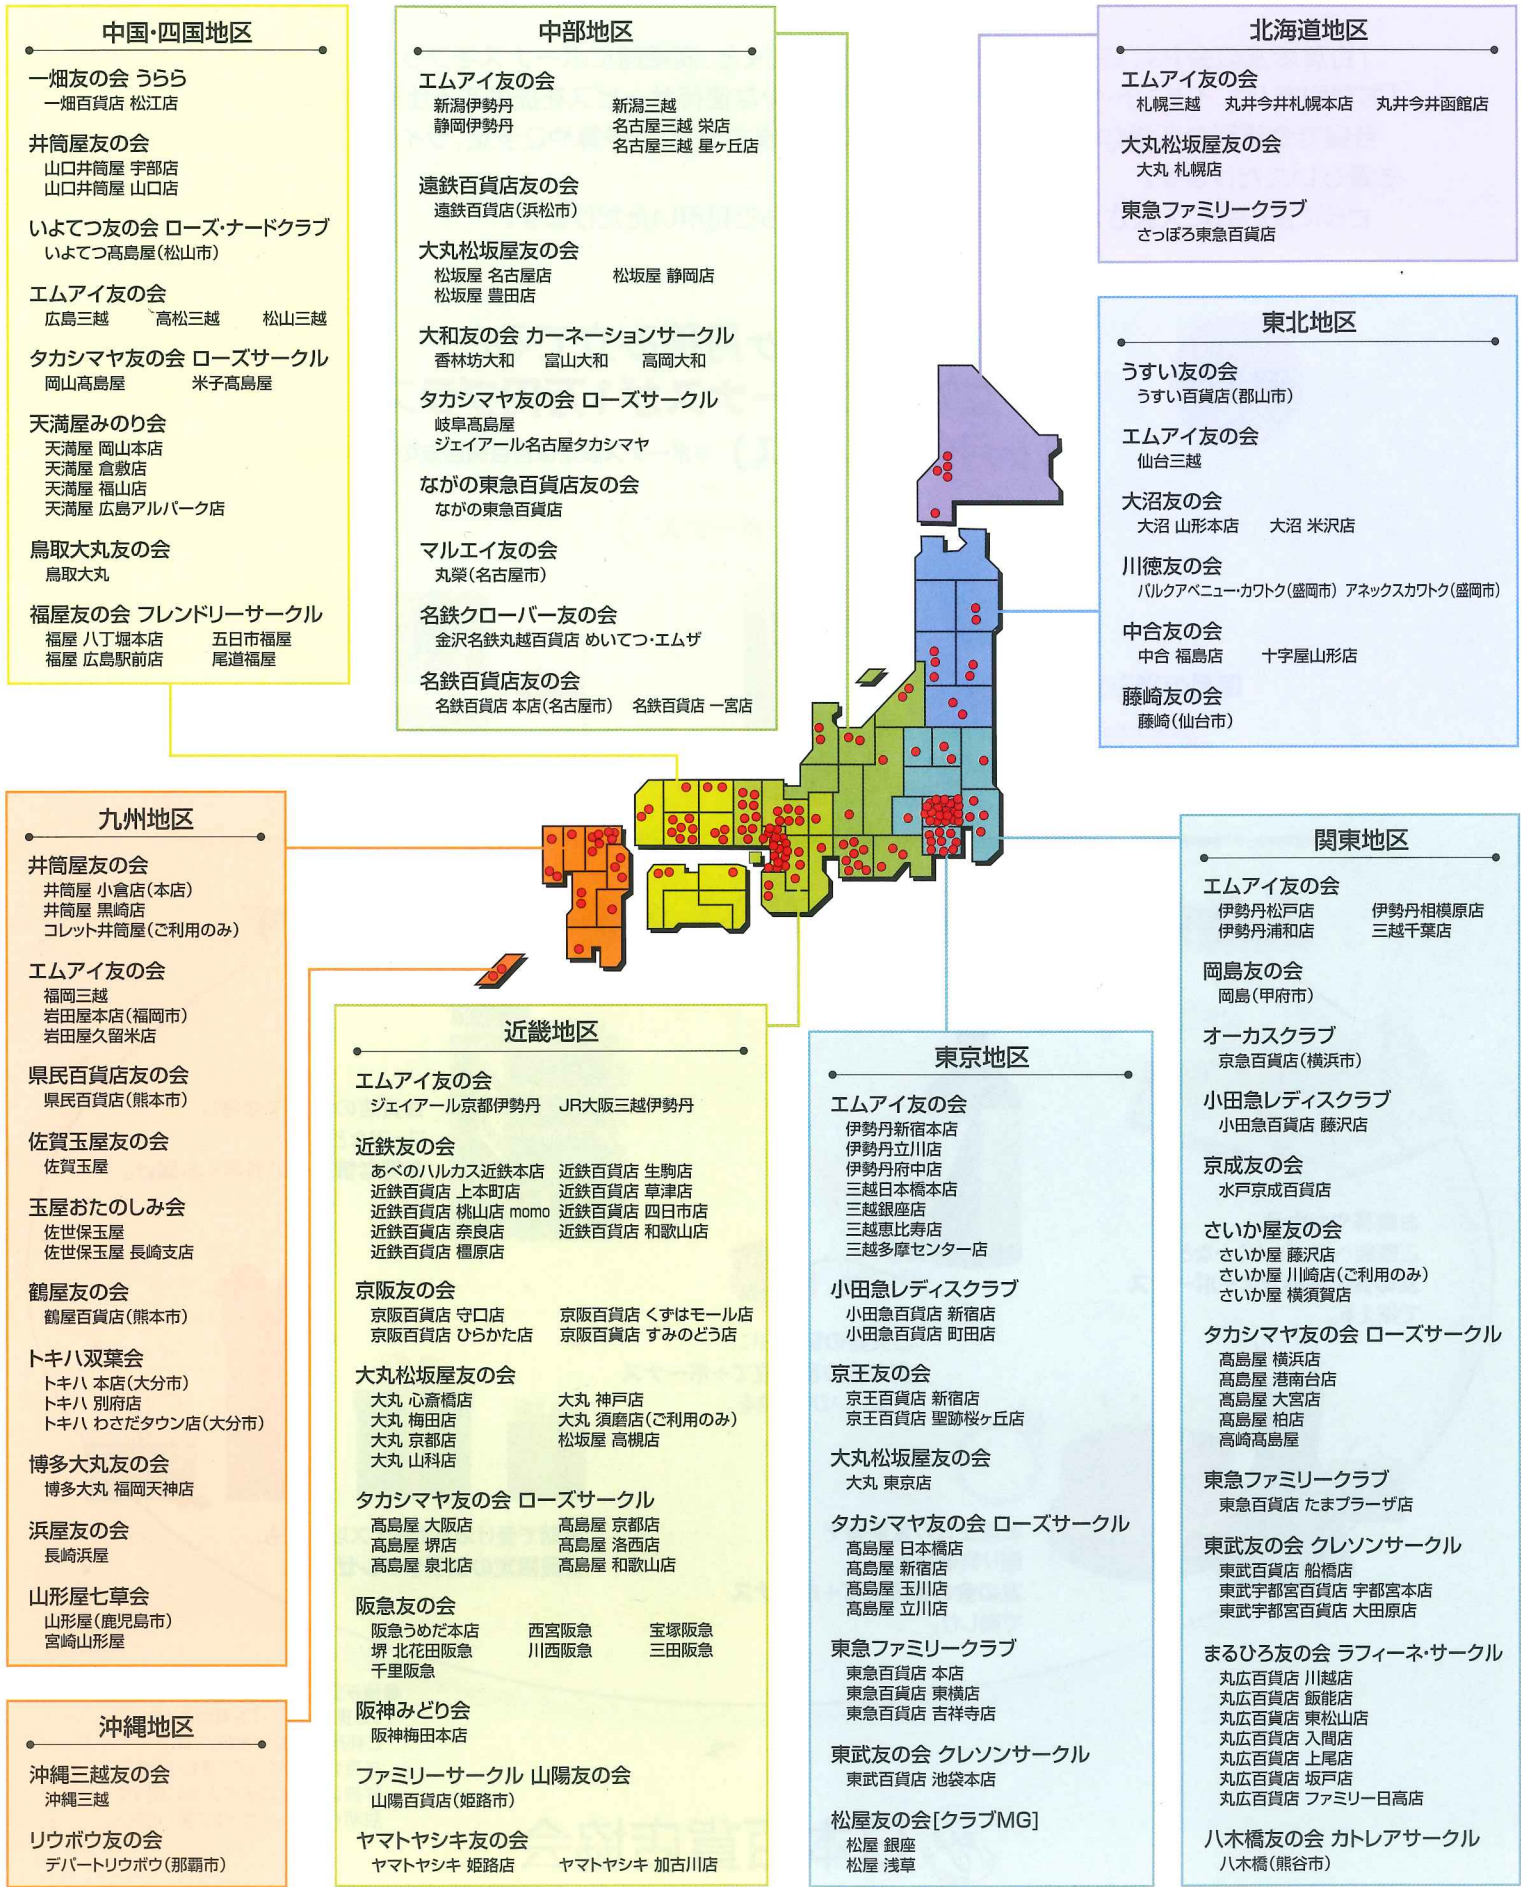 中国・四国地区
一畑友の会 うらら
一畑百貨店 松江店
井筒屋友の会
山口井筒屋 宇部店
山口井筒屋 山口店
いよてつ友の会 ローズ・ナードクラブ
いよてつ髙島屋(松山市)
エムアイ友の会
広島三越 高松三越 松山三越
タカシマヤ友の会 ローズサークル
岡山髙島屋 米子髙島屋
天満屋みのり会
天満屋 岡山本店
天満屋 倉敷店
天満屋 福山店
天満屋 広島アルパーク店
鳥取大丸友の会
鳥取大丸
福屋友の会 フレンドリーサークル
福屋 八丁堀本店 五日市福屋
福屋 広島駅前店 尾道福屋
中部地区
エムアイ友の会
新潟伊勢丹 新潟三越
静岡伊勢丹 名古屋三越 栄店
名古屋三越 星ヶ丘店
遠鉄百貨店友の会
遠鉄百貨店(浜松市)
大丸松坂屋友の会
松坂屋 名古屋店 松坂屋 静岡店
松坂屋 豊田店
大和友の会 カーネーションサークル
香林坊大和 富山大和 高岡大和
タカシマヤ友の会 ローズサークル
岐阜髙島屋
ジェイアール名古屋タカシマヤ
ながの東急百貨店友の会
ながの東急百貨店
マルエイ友の会
丸榮(名古屋市)
名鉄クローバー友の会
金沢名鉄丸越百貨店 めいてつ・エムザ
名鉄百貨店友の会
名鉄百貨店 本店(名古屋市) 名鉄百貨店 一宮店
北海道地区
エムアイ友の会
札幌三越 丸井今井札幌本店 丸井今井函館店
大丸松坂屋友の会
大丸 札幌店
東急ファミリークラブ
さっぽろ東急百貨店
東北地区
うすい友の会
うすい百貨店(郡山市)
エムアイ友の会
仙台三越
大沼友の会
大沼 山形本店 大沼 米沢店
川徳友の会
パルクアベニュー・カワトク(盛岡市) アネックスカワトク(盛岡市)
中合友の会
中合 福島店 十字屋山形店
藤崎友の会
藤崎(仙台市)
九州地区
井筒屋友の会
井筒屋 小倉店(本店)
井筒屋 黒崎店
コレット井筒屋(ご利用のみ)
エムアイ友の会
福岡三越
岩田屋本店(福岡市)
岩田屋久留米店
県民百貨店友の会
県民百貨店(熊本市)
佐賀玉屋友の会
佐賀玉屋
玉屋おたのしみ会
佐世保玉屋
佐世保玉屋 長崎支店
鶴屋友の会
鶴屋百貨店(熊本市)
トキハ双葉会
トキハ 本店(大分市)
トキハ 別府店
トキハ わさだタウン店(大分市)
博多大丸友の会
博多大丸 福岡天神店
浜屋友の会
長崎浜屋
山形屋七草会
山形屋(鹿児島市)
宮崎山形屋
沖縄地区
沖縄三越友の会
沖縄三越
リウボウ友の会
デパートリウボウ(那覇市)
近畿地区
エムアイ友の会
ジェイアール京都伊勢丹 JR大阪三越伊勢丹
近鉄友の会
あべのハルカス近鉄本店 近鉄百貨店 生駒店
近鉄百貨店 上本町店 近鉄百貨店 草津店
近鉄百貨店 桃山店 momo 近鉄百貨店 四日市店
近鉄百貨店 奈良店 近鉄百貨店 和歌山店
近鉄百貨店 橿原店
京阪友の会
京阪百貨店 守口店 京阪百貨店 くずはモール店
京阪百貨店 ひらかた店 京阪百貨店 すみのどう店
大丸松坂屋友の会
大丸 心斎橋店 大丸 神戸店
大丸 梅田店 大丸 須磨店(ご利用のみ)
大丸 京都店 松坂屋 高槻店
大丸 山科店
タカシマヤ友の会 ローズサークル
髙島屋 大阪店 髙島屋 京都店
髙島屋 堺店 髙島屋 洛西店
髙島屋 泉北店 髙島屋 和歌山店
阪急友の会
阪急うめだ本店 西宮阪急 宝塚阪急
堺 北花田阪急 川西阪急 三田阪急
千里阪急
阪神みどり会
阪神梅田本店
ファミリーサークル 山陽友の会
山陽百貨店(姫路市)
ヤマトヤシキ友の会
ヤマトヤシキ 姫路店 ヤマトヤシキ 加古川店
東京地区
エムアイ友の会
伊勢丹新宿本店
伊勢丹立川店
伊勢丹府中店
三越日本橋本店
三越銀座店
三越恵比寿店
三越多摩センター店
小田急レディスクラブ
小田急百貨店 新宿店
小田急百貨店 町田店
京王友の会
京王百貨店 新宿店
京王百貨店 聖跡桜ヶ丘店
大丸松坂屋友の会
大丸 東京店
タカシマヤ友の会 ローズサークル
髙島屋 日本橋店
髙島屋 新宿店
髙島屋 玉川店
髙島屋 立川店
東急ファミリークラブ
東急百貨店 本店
東急百貨店 東横店
東急百貨店 吉祥寺店
東武友の会 クレソンサークル
東武百貨店 池袋本店
松屋友の会[クラブMG]
松屋 銀座
松屋 浅草
関東地区
エムアイ友の会
伊勢丹松戸店 伊勢丹相模原店
伊勢丹浦和店 三越千葉店
岡島友の会
岡島(甲府市)
オーカスクラブ
京急百貨店(横浜市)
小田急レディスクラブ
小田急百貨店 藤沢店
京成友の会
水戸京成百貨店
さいか屋友の会
さいか屋 藤沢店
さいか屋 川崎店(ご利用のみ)
さいか屋 横須賀店
タカシマヤ友の会 ローズサークル
髙島屋 横浜店
髙島屋 港南台店
髙島屋 大宮店
髙島屋 柏店
高崎髙島屋
東急ファミリークラブ
東急百貨店 たまプラーザ店
東武友の会 クレソンサークル
東武百貨店 船橋店
東武宇都宮百貨店 宇都宮本店
東武宇都宮百貨店 大田原店
まるひろ友の会 ラフィーネ・サークル
丸広百貨店 川越店
丸広百貨店 飯能店
丸広百貨店 東松山店
丸広百貨店 入間店
丸広百貨店 上尾店
丸広百貨店 坂戸店
丸広百貨店 ファミリー日高店
八木橋友の会 カトレアサークル
八木橋(熊谷市)